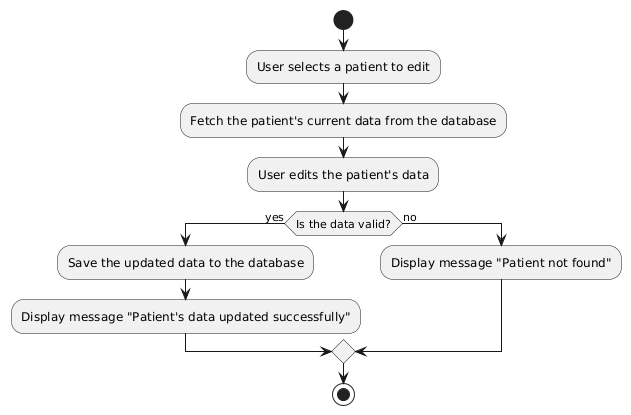 User selects a patient to edit
Fetch the patient's current data from the database
User edits the patient's data
yes
Is the data valid?
no
Save the updated data to the database
Display message "Patient not found"
Display message "Patient's data updated successfully"